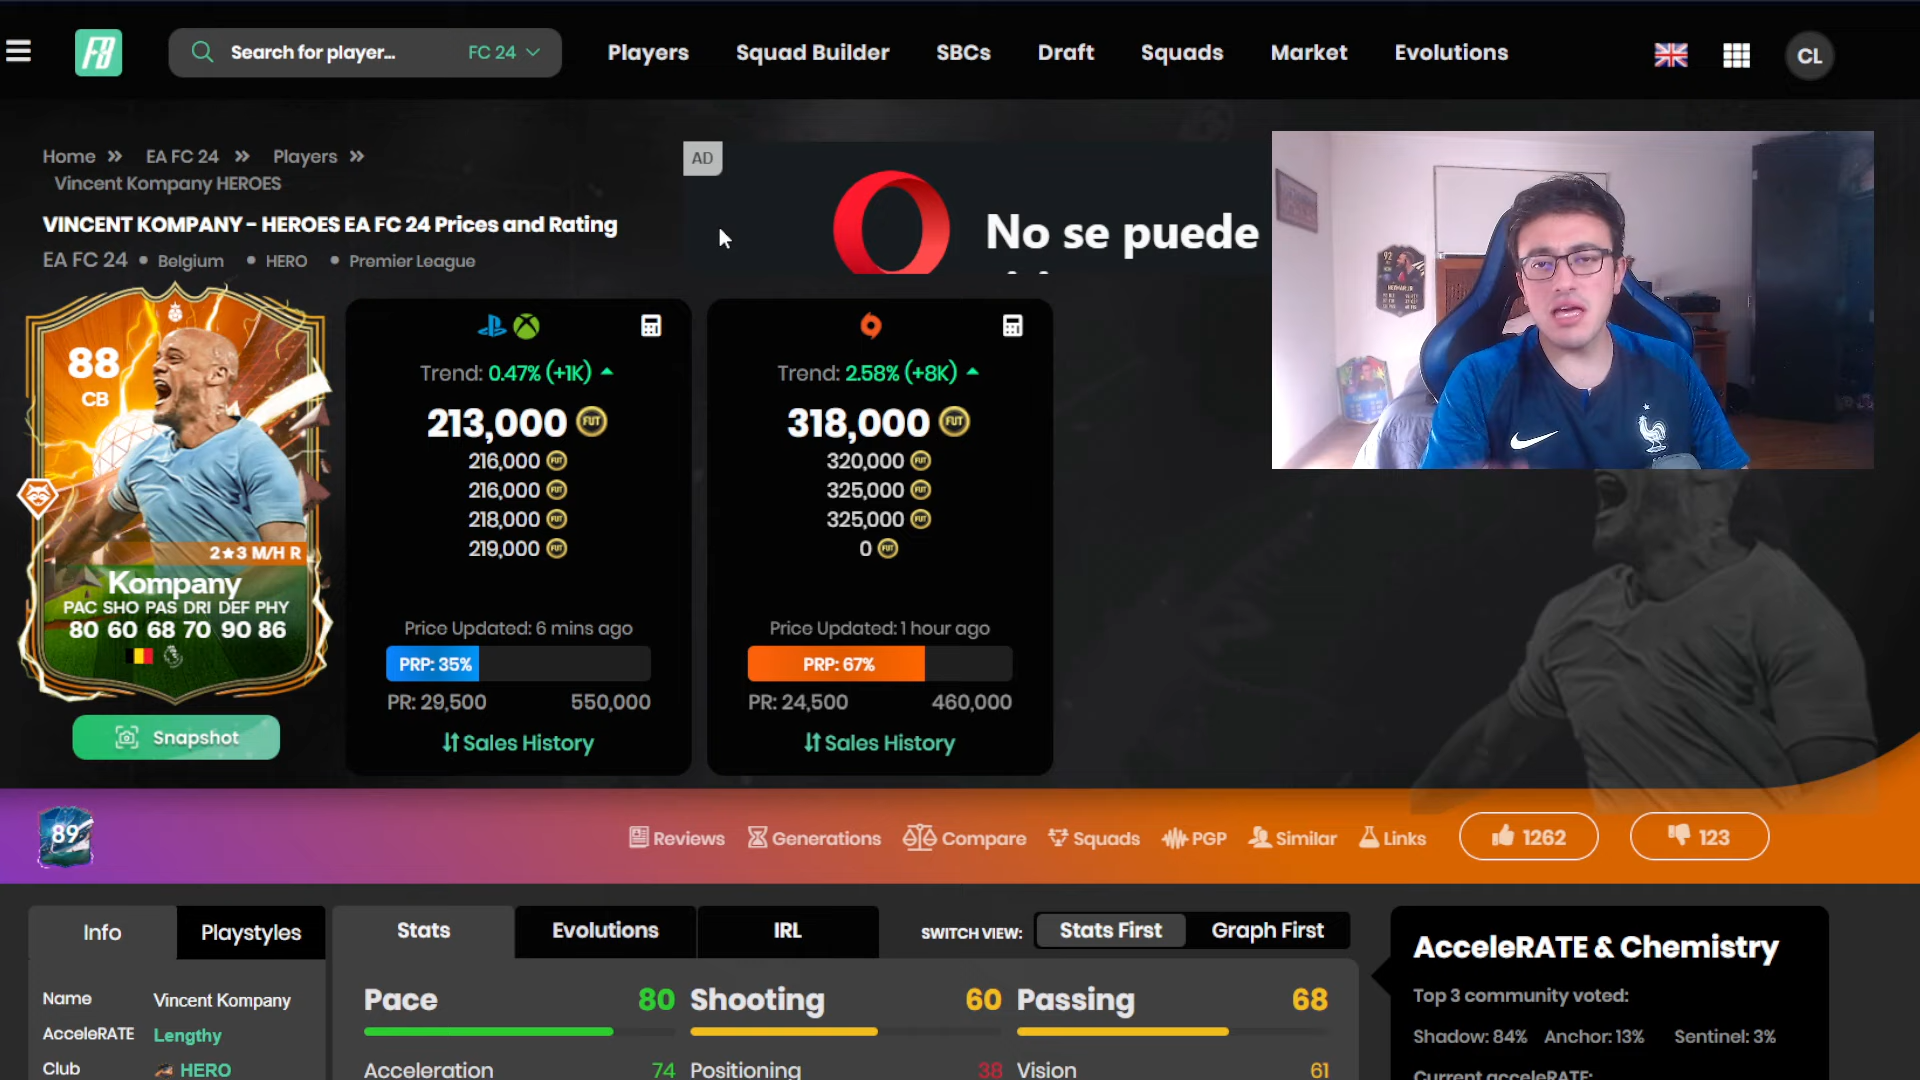 Search for player...
FC 24
Players
Squad Builder
SBCs
Draft
Squads
Market
Evolutions
CL
Home
EA FC 24
Players
Vincent Kompany HEROES
VINCENT KOMPANY - HEROES EA FC 24 Prices and Rating
EA FC 24 • Belgium • HERO • Premier League
AD
No se puede
88
CB
2★3 M/H R
Kompany
PAC SHO PAS DRI DEF PHY
80 60 68 70 90 86
Snapshot
Trend: 0.47% (+1K)
213,000
216,000
216,000
218,000
219,000
Price Updated: 6 mins ago
PRP: 35%
PR: 29,500
550,000
Sales History
Trend: 2.58% (+8K)
318,000
320,000
325,000
325,000
0
Price Updated: 1 hour ago
PRP: 67%
PR: 24,500
460,000
Sales History
89
Reviews
Generations
Compare
Squads
PGP
Similar
Links
1262
123
Info
Playstyles
Name
Vincent Kompany
AcceleRATE
Lengthy
Club
HERO
Stats
Evolutions
IRL
SWITCH VIEW:
Stats First
Graph First
Pace 80
Shooting 60
Passing 68
Acceleration 74
Positioning 38
Vision 61
AcceleRATE & Chemistry
Top 3 community voted:
Shadow: 84% Anchor: 13% Sentinel: 3%
Current acceleRATE: